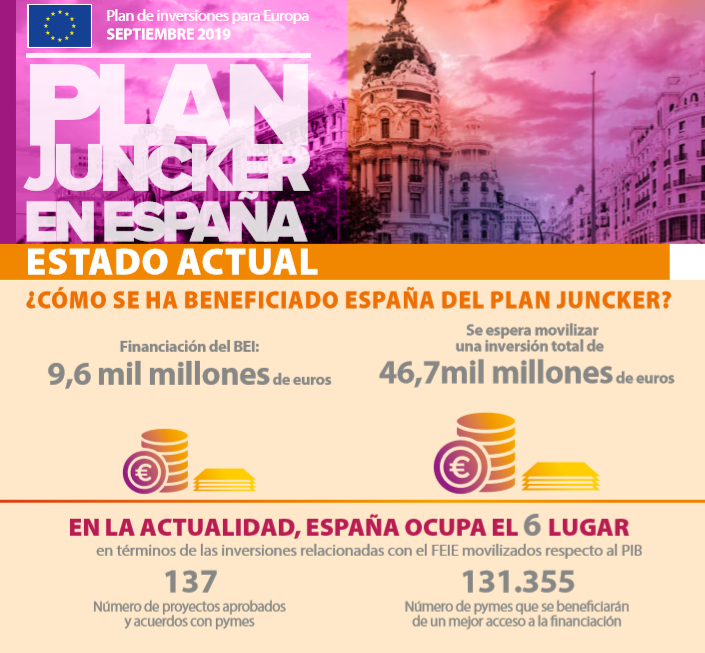 Plan de inversiones para Europa
SEPTIEMBRE 2019
PLAN
JUNCKER
EN ESPAÑA
ESTADO ACTUAL
¿CÓMO SE HA BENEFICIADO ESPAÑA DEL PLAN JUNCKER?
Financiación del BEI:
9,6 mil millones de euros
Se espera movilizar
una inversión total de
46,7mil millones de euros
€
€
EN LA ACTUALIDAD, ESPAÑA OCUPA EL 6 LUGAR
en términos de las inversiones relacionadas con el FEIE movilizados respecto al PIB
137
Número de proyectos aprobados
y acuerdos con pymes
131.355
Número de pymes que se beneficiarán
de un mejor acceso a la financiación